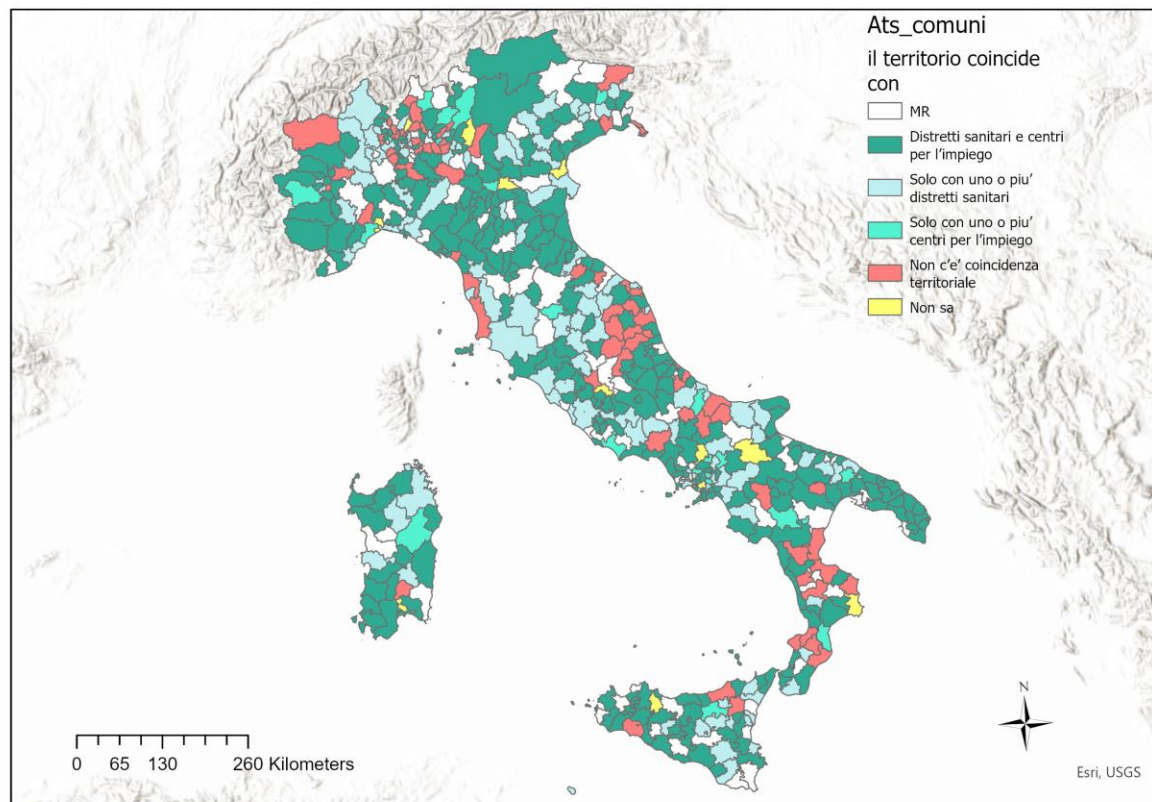 Ats_comuni
il territorio coincide
con
MR
Distretti sanitari e centri
per l'impiego
Solo con uno o piu'
distretti sanitari
Solo con uno o piu'
centri per l'impiego
Non c'e' coincidenza
territoriale
Non sa
N
0 65 130 260 Kilometers
Esri, USGS